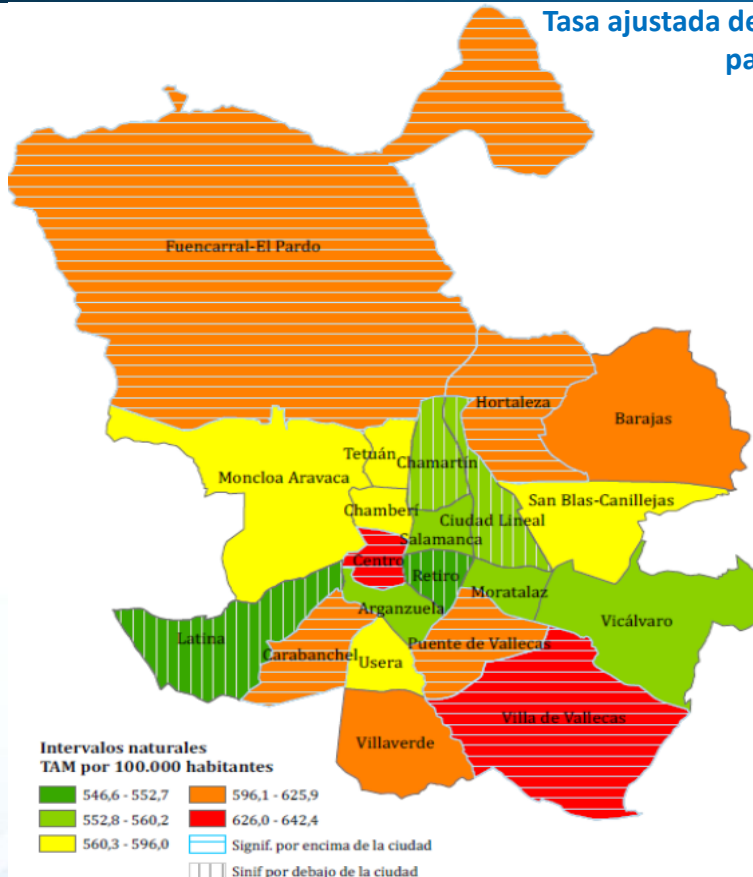 Tasa ajustada de
pa
Fuencarral-El Pardo
Hortaleza
Barajas
Tetuán
Chamartín
Moncloa Aravaca
San Blas-Canillejas
Chamberí
Ciudad Lineal
Salamanca
Centro
Retiro
Moratalaz
Arganzuela
Vicálvaro
Latina
Puente de Vallecas
Carabanchel
Usera
Villa de Vallecas
Villaverde
Intervalos naturales
TAM por 100.000 habitantes
546,6 - 552,7
596,1 - 625,9
552,8 - 560,2
626,0 - 642,4
560,3 - 596,0
Signif. por encima de la ciudad
Sinif por debajo de la ciudad